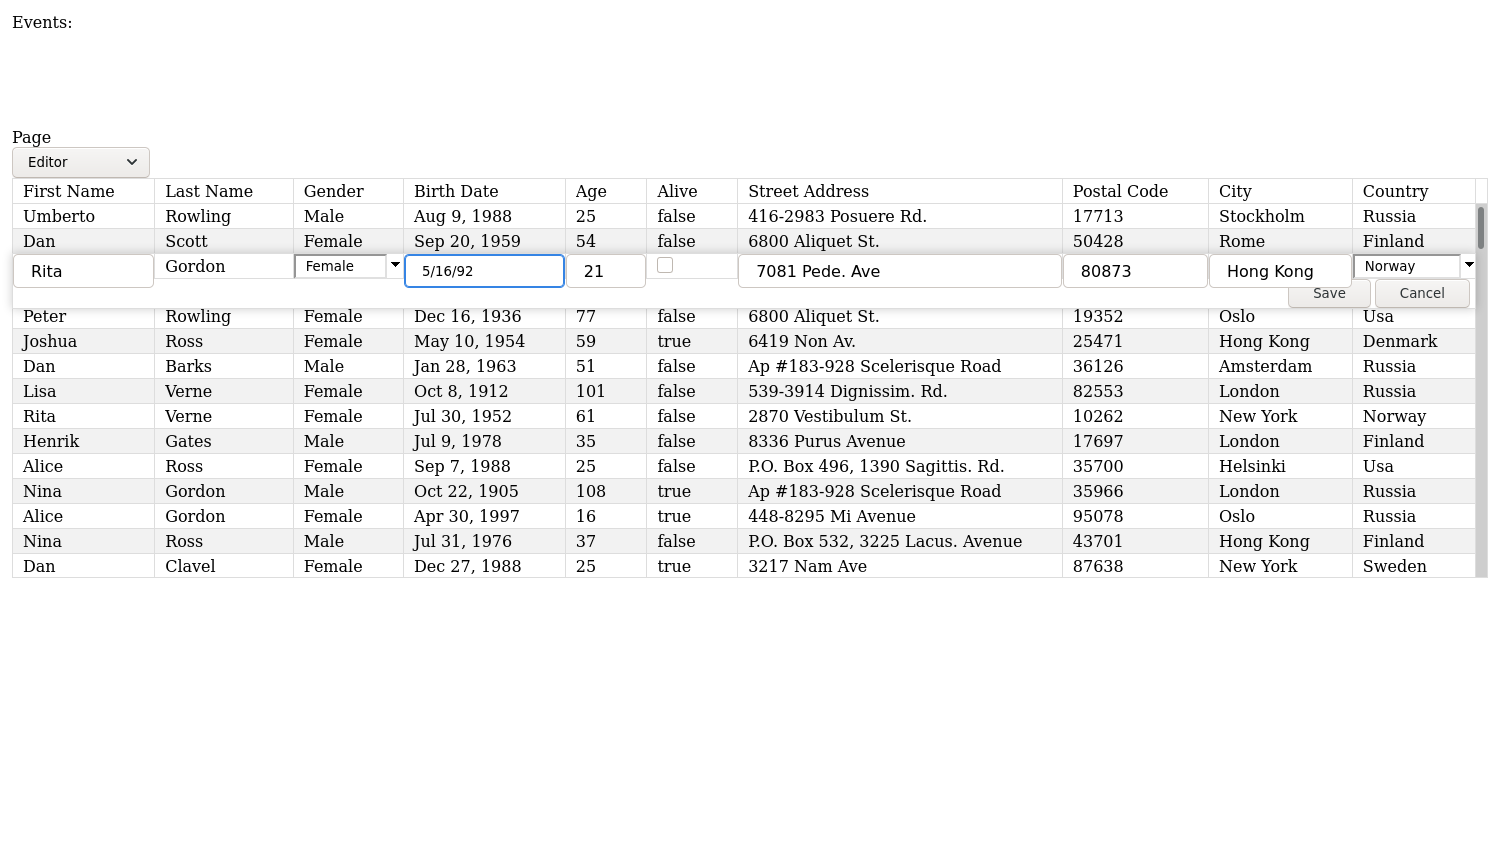 Events:
Page
Editor
First Name Last Name Gender Birth Date Age Alive Street Address Postal Code City Country
Umberto Rowling Male Aug 9, 1988 25 false 416-2983 Posuere Rd. 17713 Stockholm Russia
Dan Scott Female Sep 20, 1959 54 false 6800 Aliquet St. 50428 Rome Finland
Rita Gordon Female 5/16/92 21 7081 Pede. Ave 80873 Hong Kong Norway
Save Cancel
Peter Rowling Female Dec 16, 1936 77 false 6800 Aliquet St. 19352 Oslo Usa
Joshua Ross Female May 10, 1954 59 true 6419 Non Av. 25471 Hong Kong Denmark
Dan Barks Male Jan 28, 1963 51 false Ap #183-928 Scelerisque Road 36126 Amsterdam Russia
Lisa Verne Female Oct 8, 1912 101 false 539-3914 Dignissim. Rd. 82553 London Russia
Rita Verne Female Jul 30, 1952 61 false 2870 Vestibulum St. 10262 New York Norway
Henrik Gates Male Jul 9, 1978 35 false 8336 Purus Avenue 17697 London Finland
Alice Ross Female Sep 7, 1988 25 false P.O. Box 496, 1390 Sagittis. Rd. 35700 Helsinki Usa
Nina Gordon Male Oct 22, 1905 108 true Ap #183-928 Scelerisque Road 35966 London Russia
Alice Gordon Female Apr 30, 1997 16 true 448-8295 Mi Avenue 95078 Oslo Russia
Nina Ross Male Jul 31, 1976 37 false P.O. Box 532, 3225 Lacus. Avenue 43701 Hong Kong Finland
Dan Clavel Female Dec 27, 1988 25 true 3217 Nam Ave 87638 New York Sweden